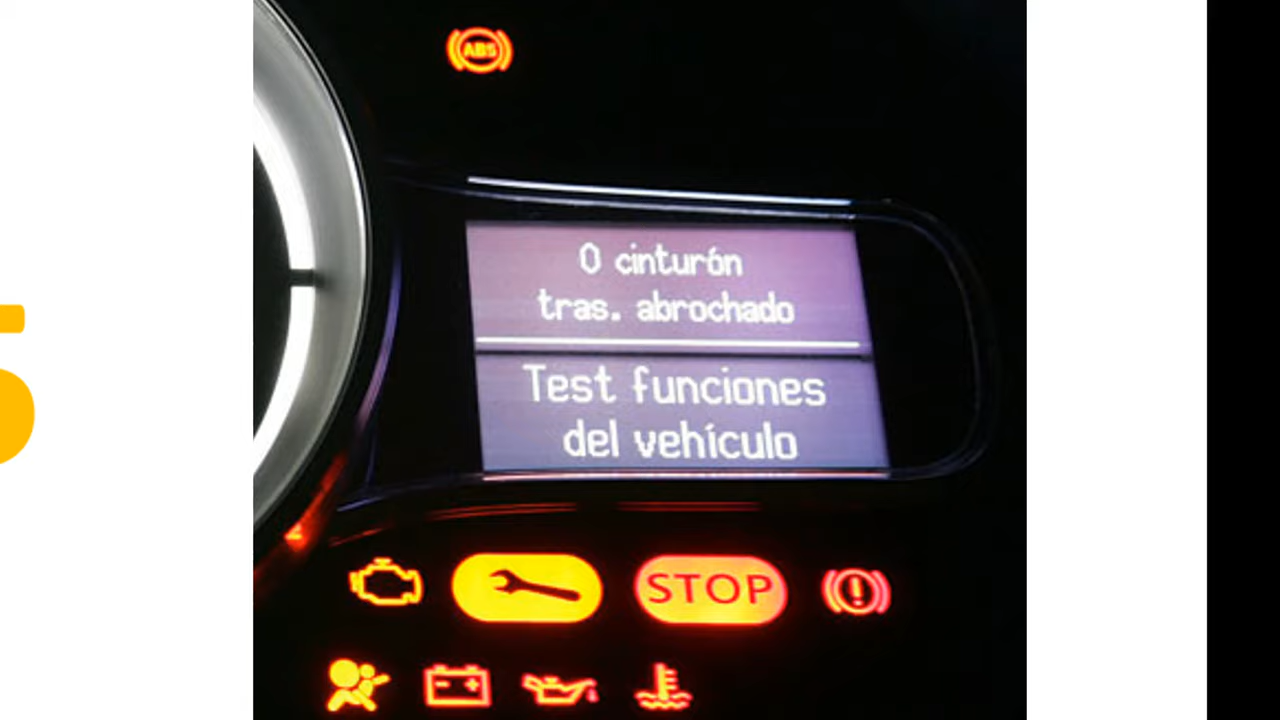 ABS
0 cinturón
tras. abrochado
Test funciones
del vehículo
STOP